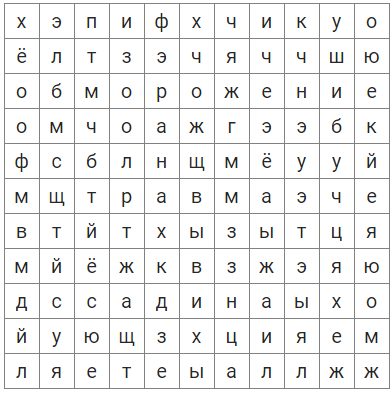 х э п и ф х ч и к у о
ё л т з э ч я ч ч ш ю
о б м о р о ж е н и е
о м ч о а ж г э э б к
ф с б л н щ м ё у у й
м щ т р а в м а э ч е
в т й т х ы з ы т ц я
м й ё ж к в з ж э я ю
д с с а д и н а ы х о
й у ю щ з х ц и я е м
л я е т е ы а л л ж ж